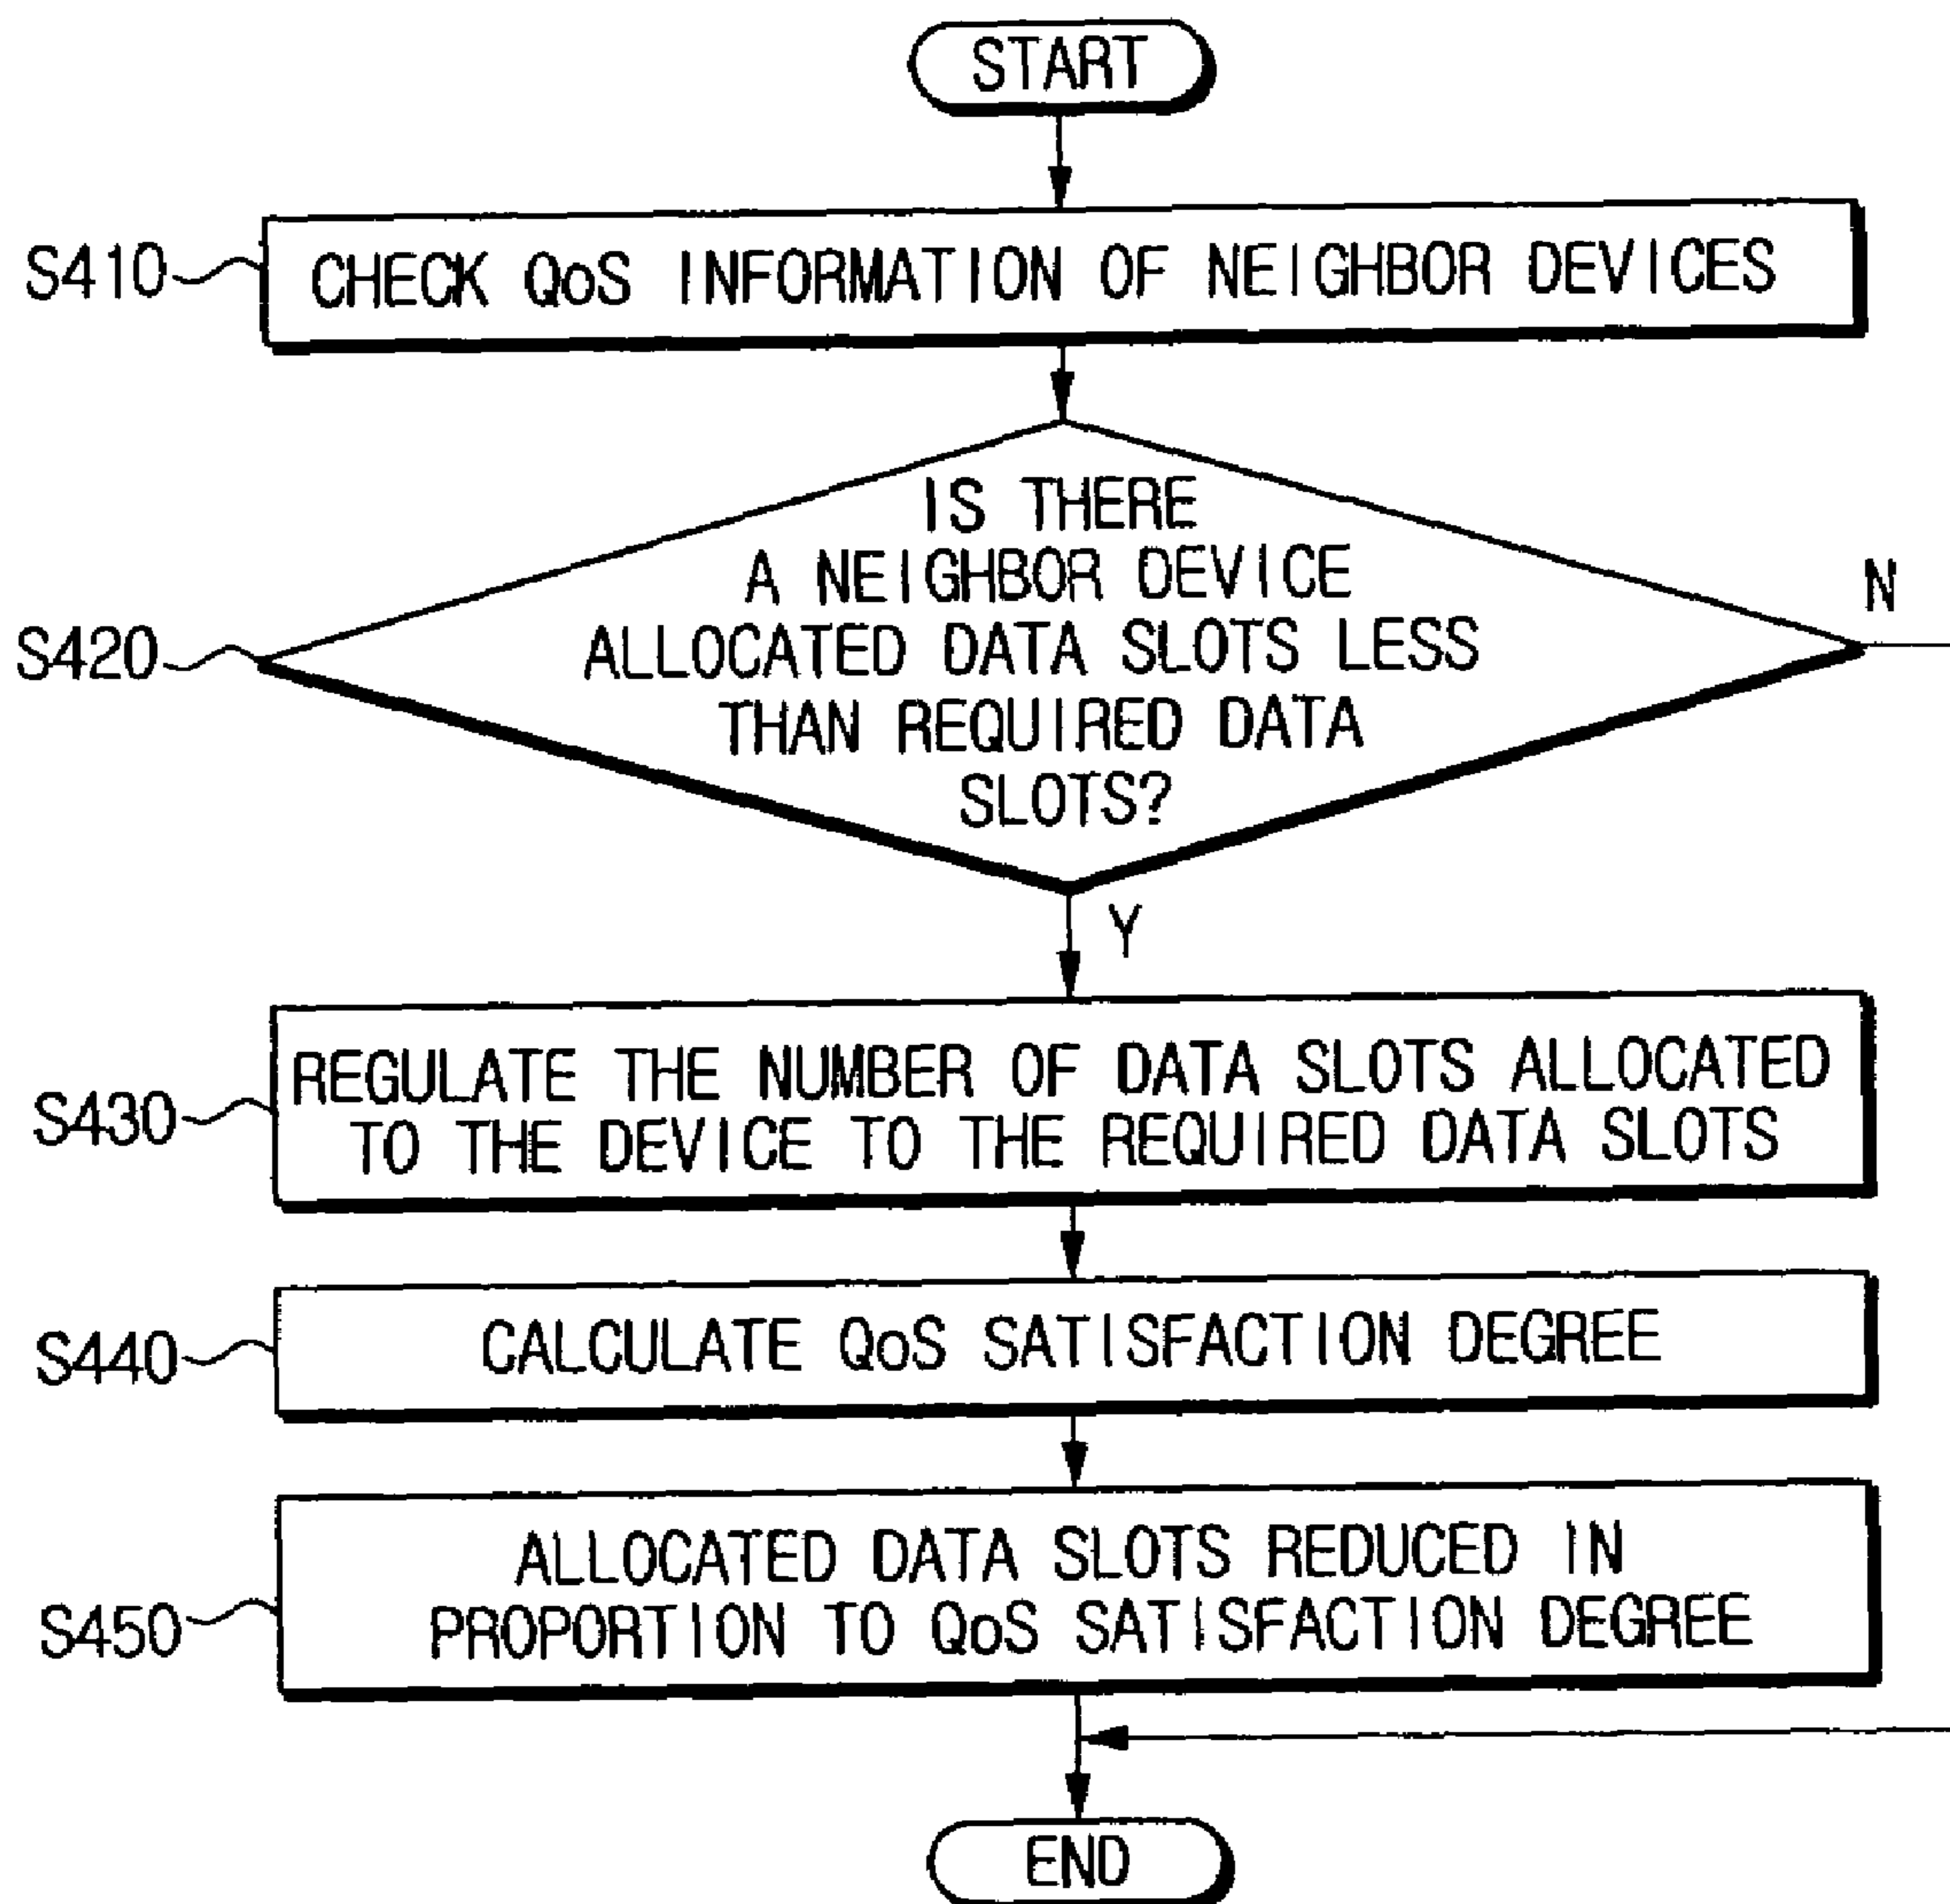 START
S410
CHECK QoS INFORMATION OF NEIGHBOR DEVICES
IS THERE
A NEIGHBOR DEVICE
ALLOCATED DATA SLOTS LESS
THAN REQUIRED DATA
SLOTS?
S420
N
Y
S430
REGULATE THE NUMBER OF DATA SLOTS ALLOCATED
TO THE DEVICE TO THE REQUIRED DATA SLOTS
S440
CALCULATE QoS SATISFACTION DEGREE
S450
ALLOCATED DATA SLOTS REDUCED IN
PROPORTION TO QoS SATISFACTION DEGREE
END